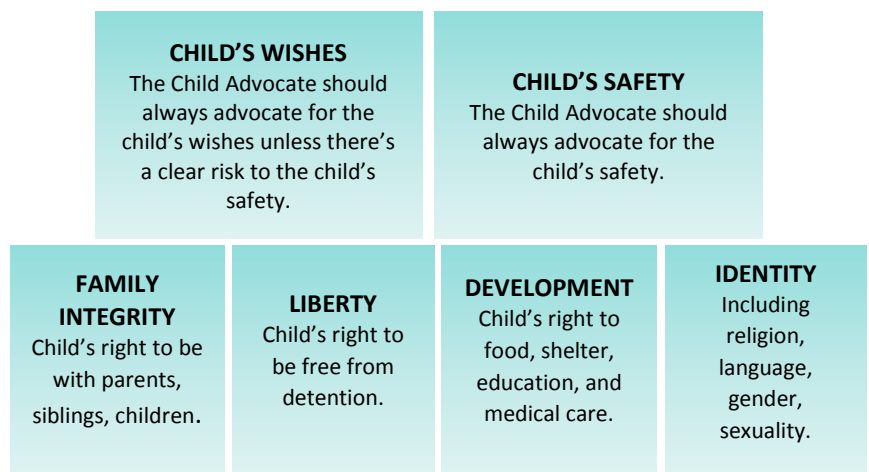 CHILD’S WISHES
The Child Advocate should
always advocate for the
child’s wishes unless there’s
a clear risk to the child’s
safety.
CHILD’S SAFETY
The Child Advocate should
always advocate for the
child’s safety.
FAMILY
INTEGRITY
Child’s right to be
with parents,
siblings, children.
LIBERTY
Child’s right to
be free from
detention.
DEVELOPMENT
Child’s right to
food, shelter,
education, and
medical care.
IDENTITY
Including
religion,
language,
gender,
sexuality.